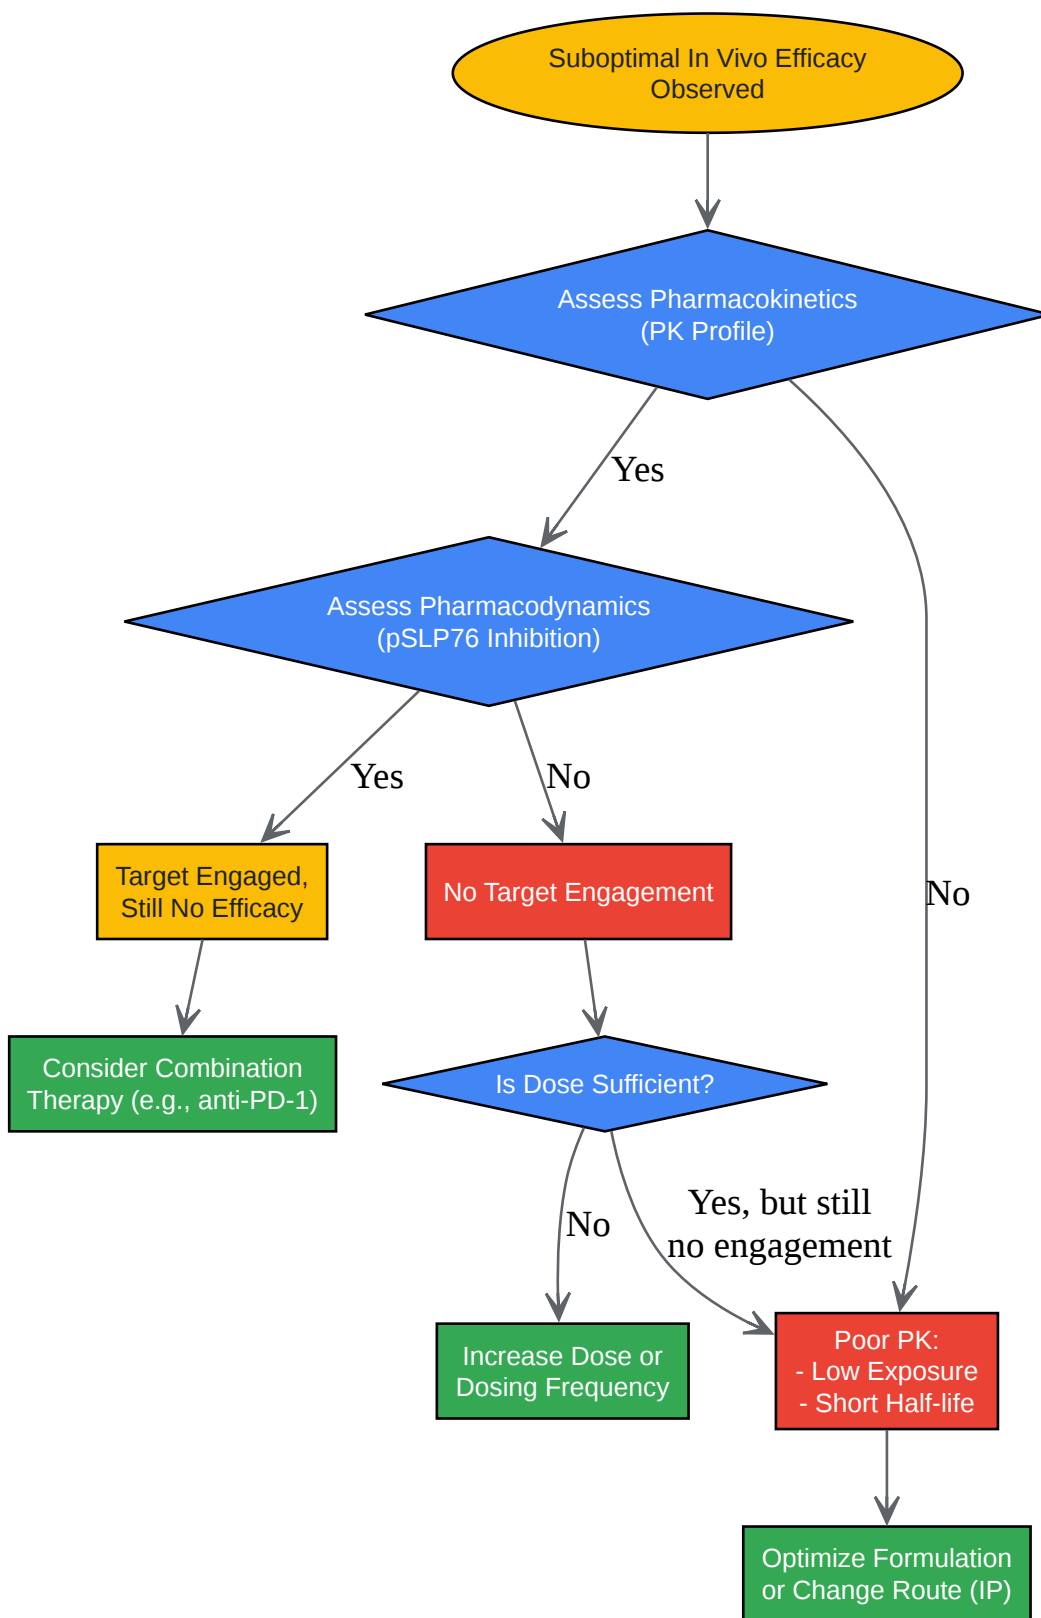 Suboptimal In Vivo Efficacy
Observed
Assess Pharmacokinetics
(PK Profile)
Yes
Assess Pharmacodynamics
(pSLP76 Inhibition)
Yes
No
Target Engaged,
Still No Efficacy
No Target Engagement
No
Consider Combination
Therapy (e.g., anti-PD-1)
Is Dose Sufficient?
No
Yes, but still
no engagement
Increase Dose or
Dosing Frequency
Poor PK:
- Low Exposure
- Short Half-life
Optimize Formulation
or Change Route (IP)